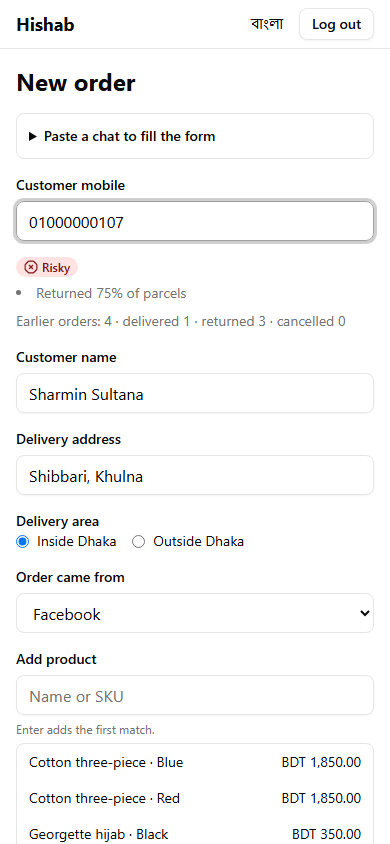 Hishab
বাংলা
Log out
New order
Paste a chat to fill the form
Customer mobile
01000000107
Risky
Returned 75% of parcels
Earlier orders: 4 · delivered 1 · returned 3 · cancelled 0
Customer name
Sharmin Sultana
Delivery address
Shibbari, Khulna
Delivery area
Inside Dhaka
Outside Dhaka
Order came from
Facebook
Add product
Name or SKU
Enter adds the first match.
Cotton three-piece · Blue BDT 1,850.00
Cotton three-piece · Red BDT 1,850.00
Georgette hijab · Black BDT 350.00